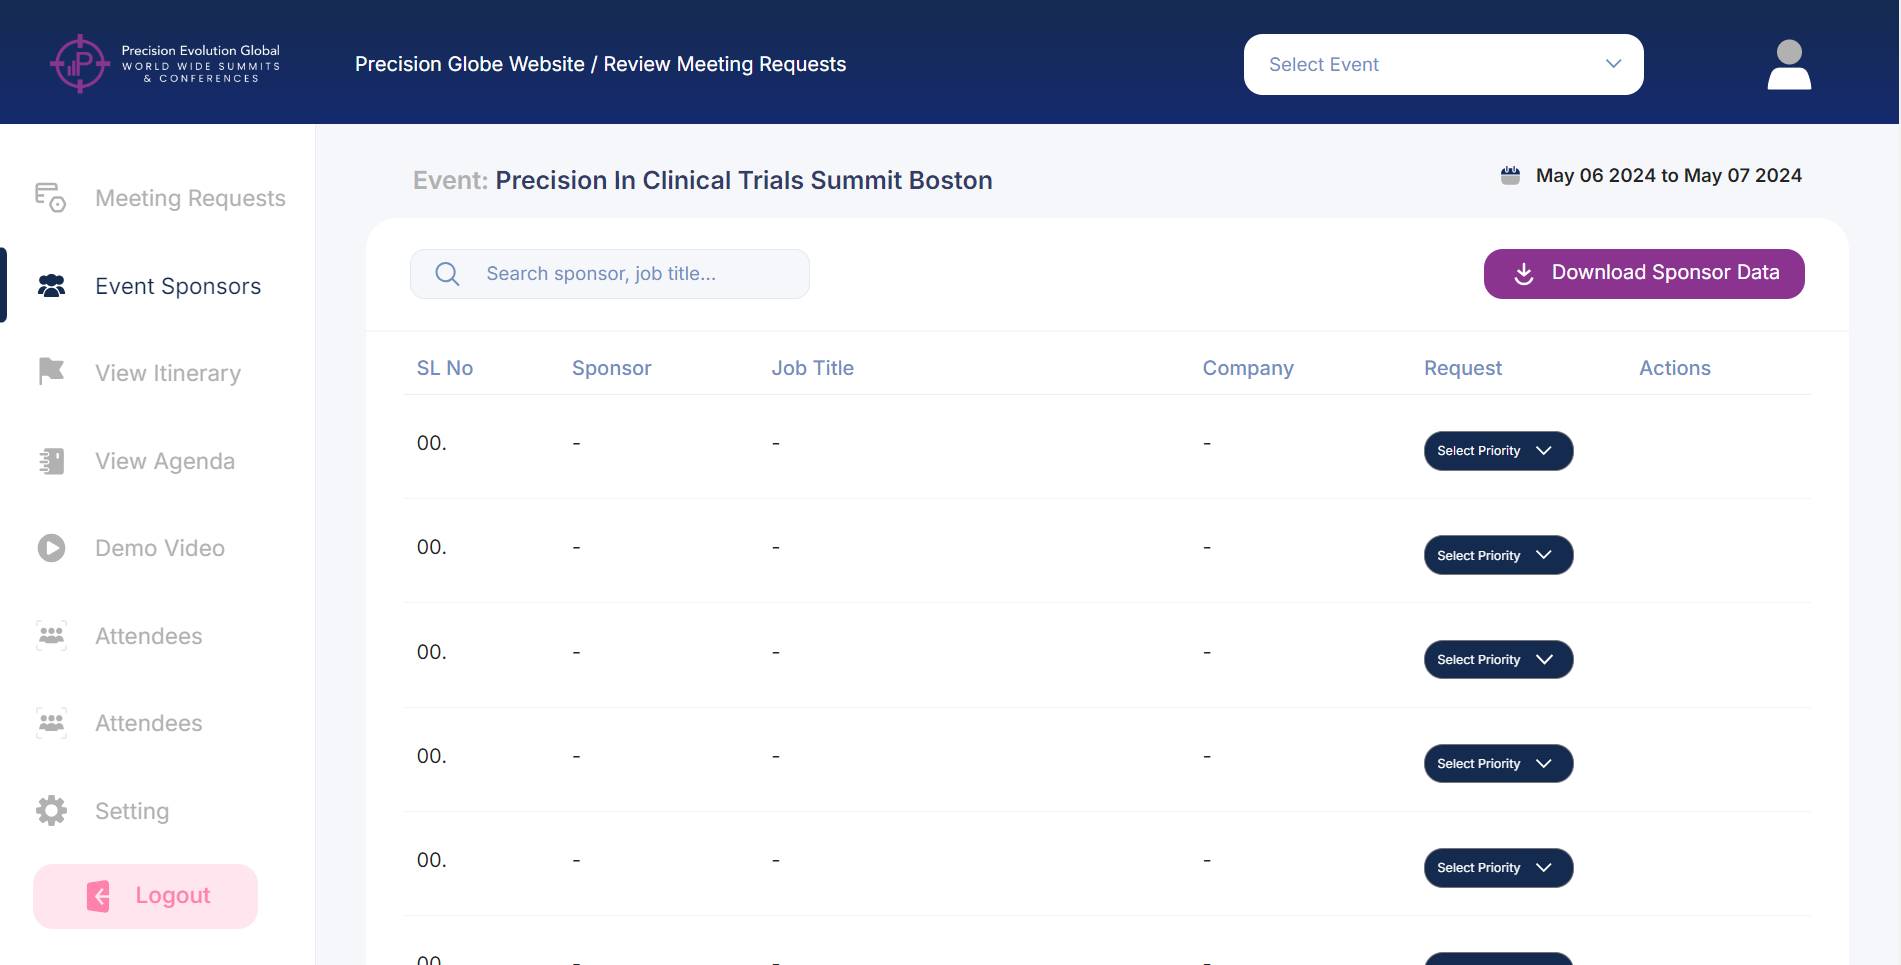 Precision Evolution Global
WORLD WIDE SUMMITS
& CONFERENCES
Precision Globe Website / Review Meeting Requests
Select Event
Meeting Requests
Event Sponsors
View Itinerary
View Agenda
Demo Video
Attendees
Attendees
Setting
Logout
Event: Precision In Clinical Trials Summit Boston
May 06 2024 to May 07 2024
Search sponsor, job title...
Download Sponsor Data
SL No Sponsor Job Title Company Request Actions
00. - - - Select Priority
00. - - - Select Priority
00. - - - Select Priority
00. - - - Select Priority
00. - - - Select Priority
00. - - -